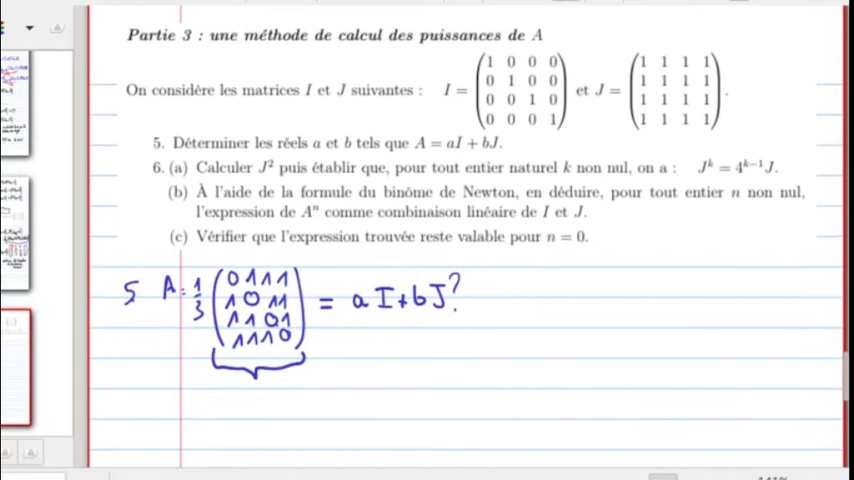 Partie 3 : une méthode de calcul des puissances de A
On considère les matrices I et J suivantes : I = (1 0 0 0
0 1 0 0
0 0 1 0
0 0 0 1) et J = (1 1 1 1
1 1 1 1
1 1 1 1
1 1 1 1).
5. Déterminer les réels a et b tels que A = aI + bJ.
6. (a) Calculer J² puis établir que, pour tout entier naturel k non nul, on a : Jᵏ = 4ᵏ⁻¹J.
(b) À l'aide de la formule du binôme de Newton, en déduire, pour tout entier n non nul,
l'expression de Aⁿ comme combinaison linéaire de I et J.
(c) Vérifier que l'expression trouvée reste valable pour n = 0.
5 A = 1/3 (0 1 1 1
1 0 1 1
1 1 0 1
1 1 1 0) = aI + bJ ?